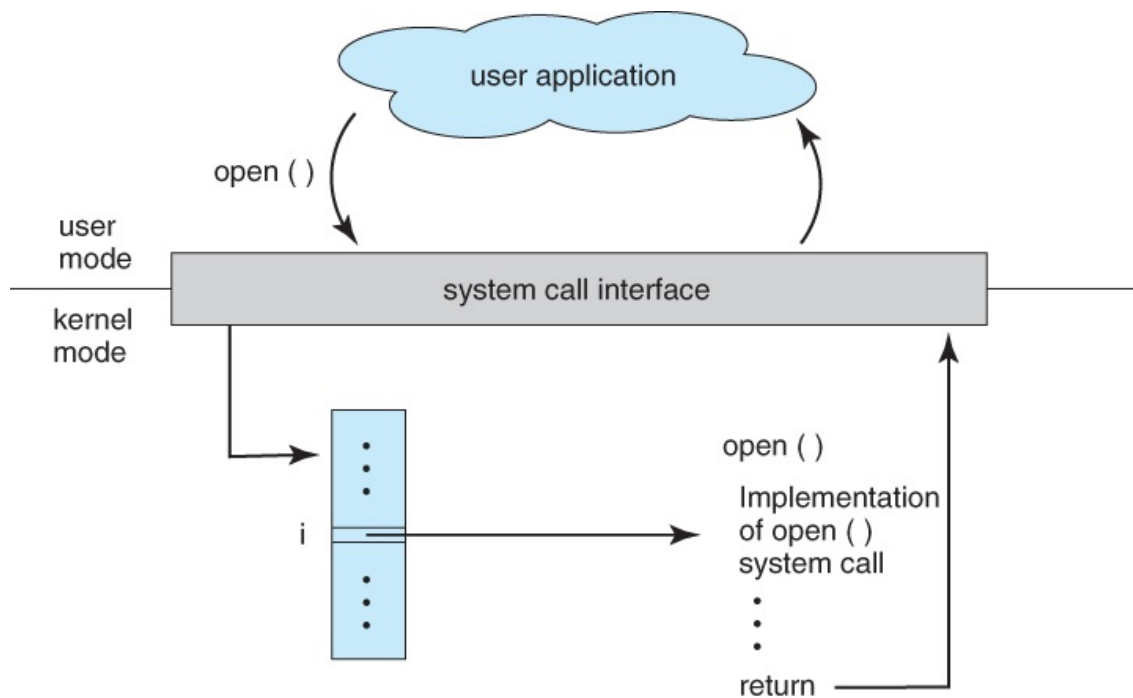 user application
open ( )
user
mode
system call interface
kernel
mode
open ( )
Implementation
of open ( )
system call
i
return